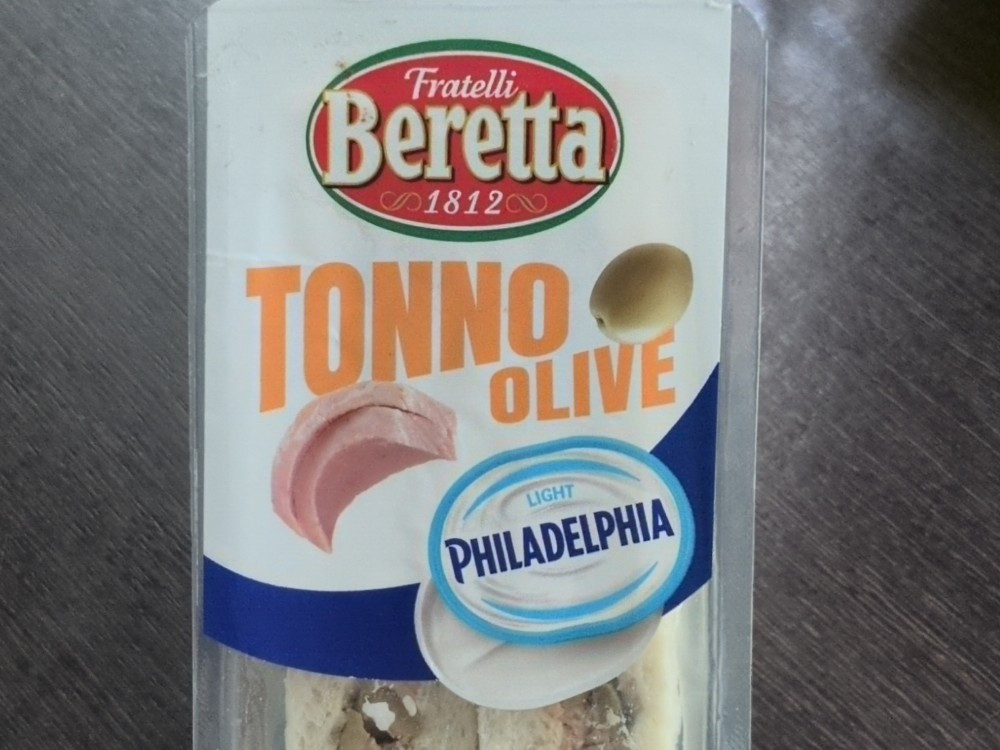 Fratelli
Beretta
1812
TONNO
OLIVE
LIGHT
PHILADELPHIA